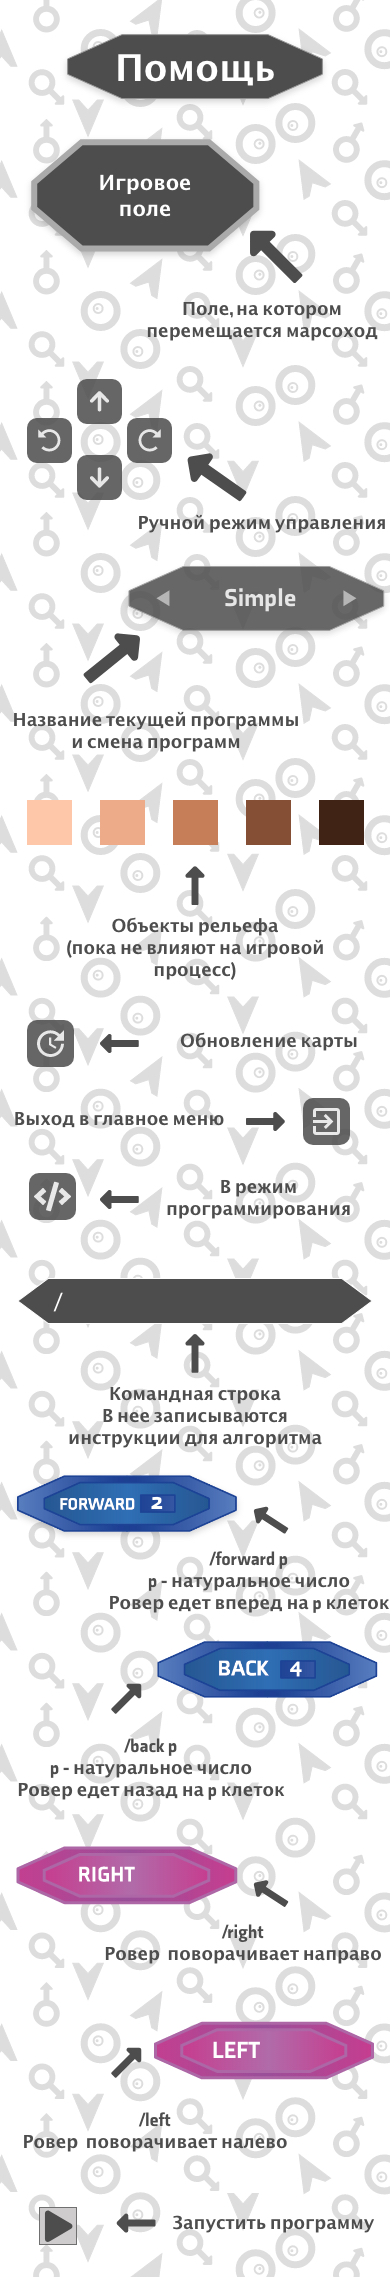 Помощь
Игровое
поле
Поле, на котором
перемещается марсоход
Ручной режим управления
Simple
Название текущей программы
и смена программ
Объекты рельефа
(пока не влияют на игровой
процесс)
Обновление карты
Выход в главное меню
</>
В режим
программирования
/
Командная строка
В нее записываются
инструкции для алгоритма
FORWARD 2
/forward p
p - натуральное число
Ровер едет вперед на p клеток
BACK 4
/back p
p - натуральное число
Ровер едет назад на p клеток
RIGHT
/right
Ровер поворачивает направо
LEFT
/left
Ровер поворачивает налево
Запустить программу